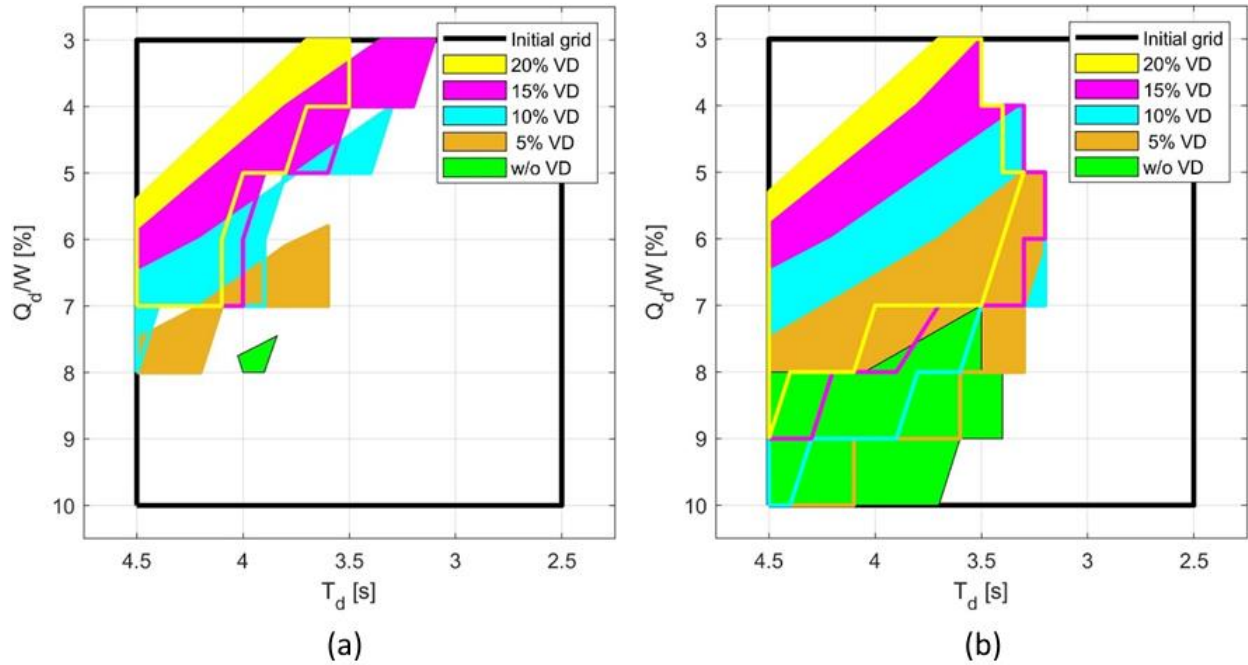 Initial grid
20% VD
15% VD
10% VD
5% VD
w/o VD
3
4
5
6
7
8
9
10
Q_d/W [%]
4.5 4 3.5 3 2.5
T_d [s]
(a)
Initial grid
20% VD
15% VD
10% VD
5% VD
w/o VD
3
4
5
6
7
8
9
10
Q_d/W [%]
4.5 4 3.5 3 2.5
T_d [s]
(b)